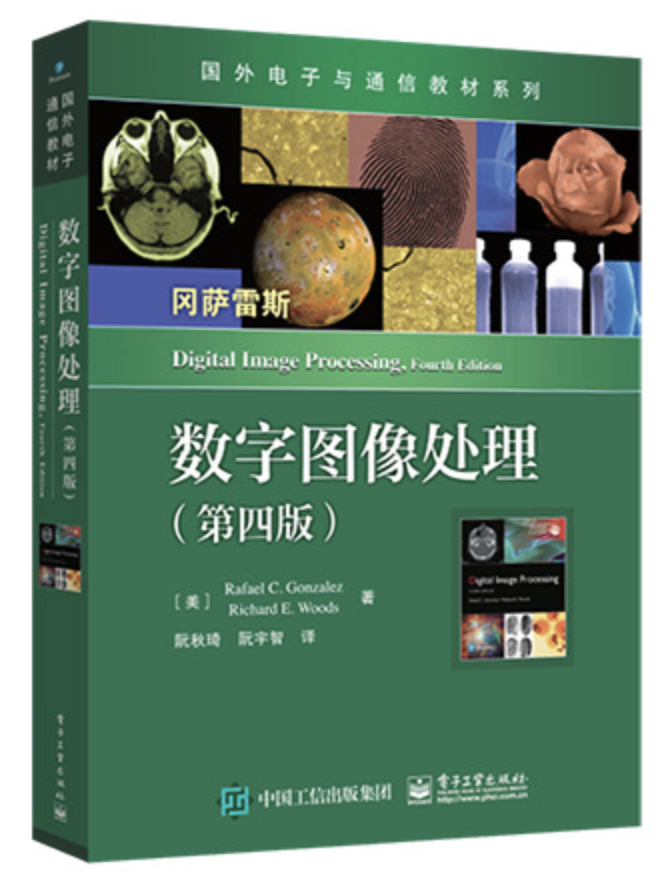 国外电子与通信教材系列
冈萨雷斯
Digital Image Processing, Fourth Edition
数字图像处理
（第四版）
[美] Rafael C. Gonzalez
Richard E. Woods 著
阮秋琦 阮宇智 译
Digital Image Processing
中国工信出版集团
电子工业出版社
http://www.phei.com.cn
国外电子
通信教材
数字图像处理（第四版）
Digital Image Processing, Fourth Edition
电子工业出版社